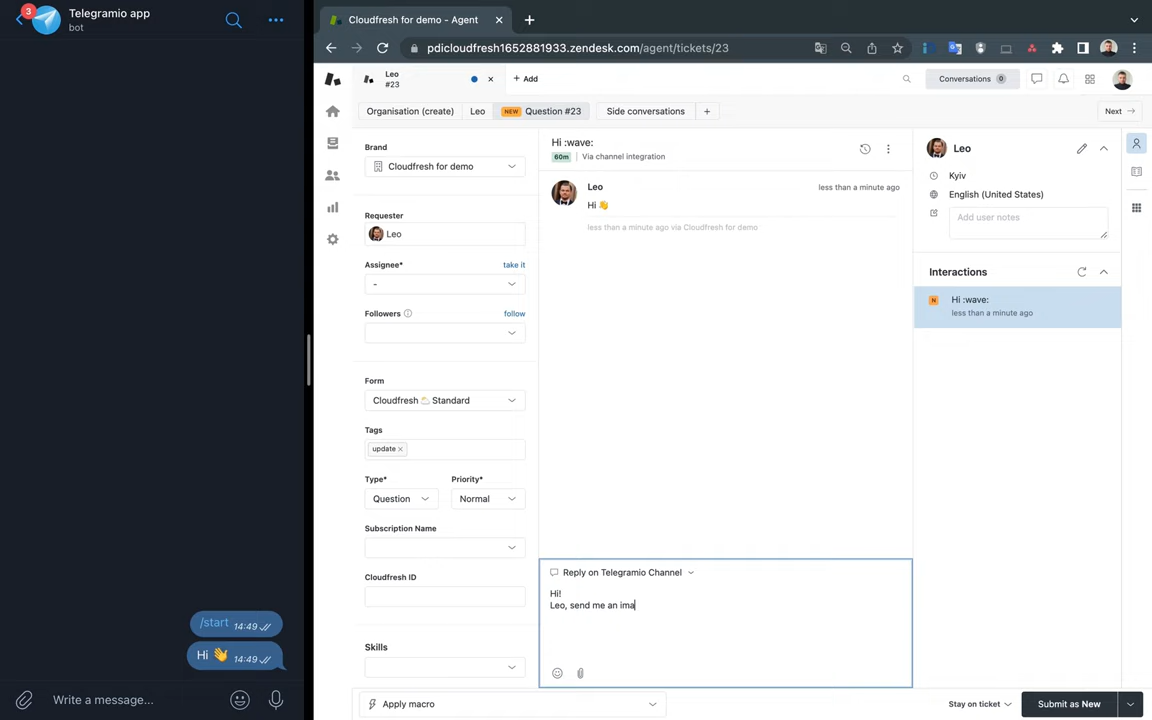 3
Telegramio app
bot
/start 14:49
Hi 👋 14:49
Write a message...
Cloudfresh for demo - Agent
pdicloudfresh1652881933.zendesk.com/agent/tickets/23
Leo
#23
+ Add
Conversations 0
Organisation (create)
Leo
NEW Question #23
Side conversations
+
Next
Brand
Cloudfresh for demo
Requester
Leo
Assignee*
take it
-
Followers
follow
Form
Cloudfresh 🌥️ Standard
Tags
update
Type*
Priority*
Question
Normal
Subscription Name
Cloudfresh ID
Skills
Apply macro
Hi :wave:
60m Via channel integration
Leo
less than a minute ago
Hi 👋
less than a minute ago via Cloudfresh for demo
Reply on Telegramio Channel
Hi!
Leo, send me an ima
Leo
Kyiv
English (United States)
Add user notes
Interactions
N Hi :wave:
less than a minute ago
Stay on ticket
Submit as New